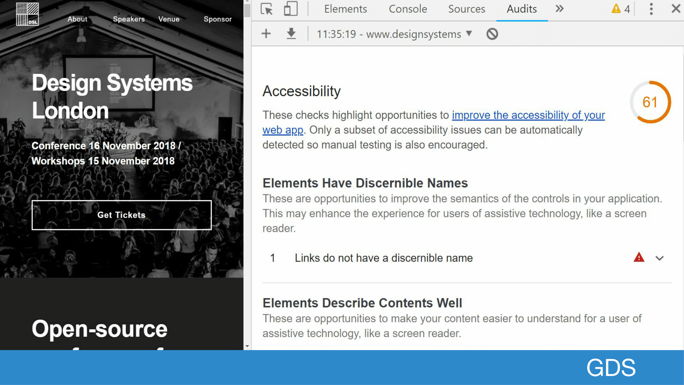 DSL
About Speakers Venue Sponsor
Design Systems
London
Conference 16 November 2018 /
Workshops 15 November 2018
Get Tickets
Open-source
Elements Console Sources Audits » 4
11:35:19 - www.designsystems
Accessibility
61
These checks highlight opportunities to improve the accessibility of your
web app. Only a subset of accessibility issues can be automatically
detected so manual testing is also encouraged.
Elements Have Discernible Names
These are opportunities to improve the semantics of the controls in your application.
This may enhance the experience for users of assistive technology, like a screen
reader.
1 Links do not have a discernible name
Elements Describe Contents Well
These are opportunities to make your content easier to understand for a user of
assistive technology, like a screen reader.
GDS